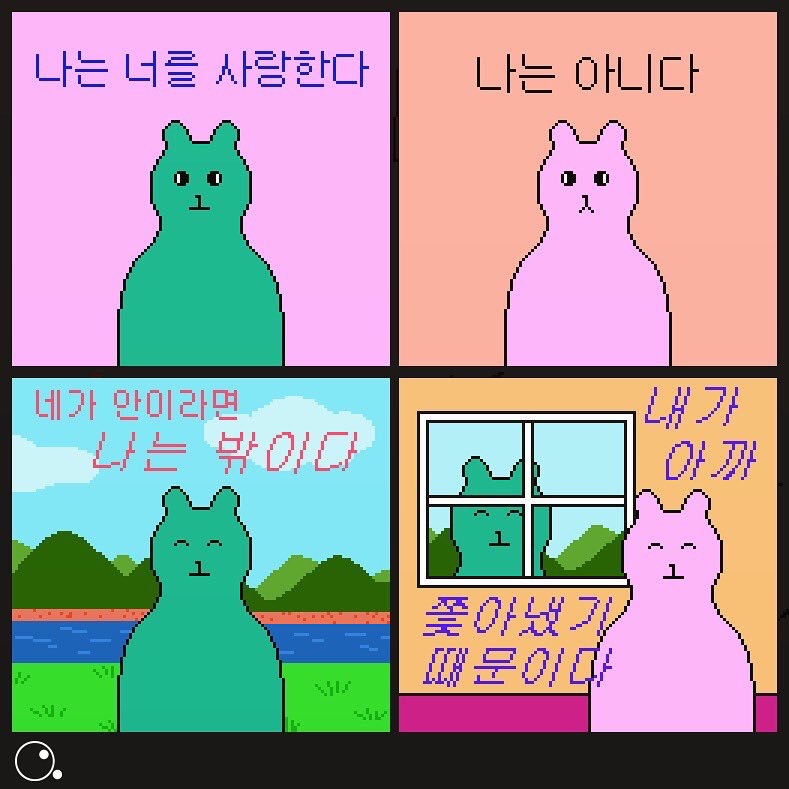 나는 너를 사랑한다
나는 아니다
네가 안이라면
나는 밖이다
내가
아까
쫓아냈기
때문이다